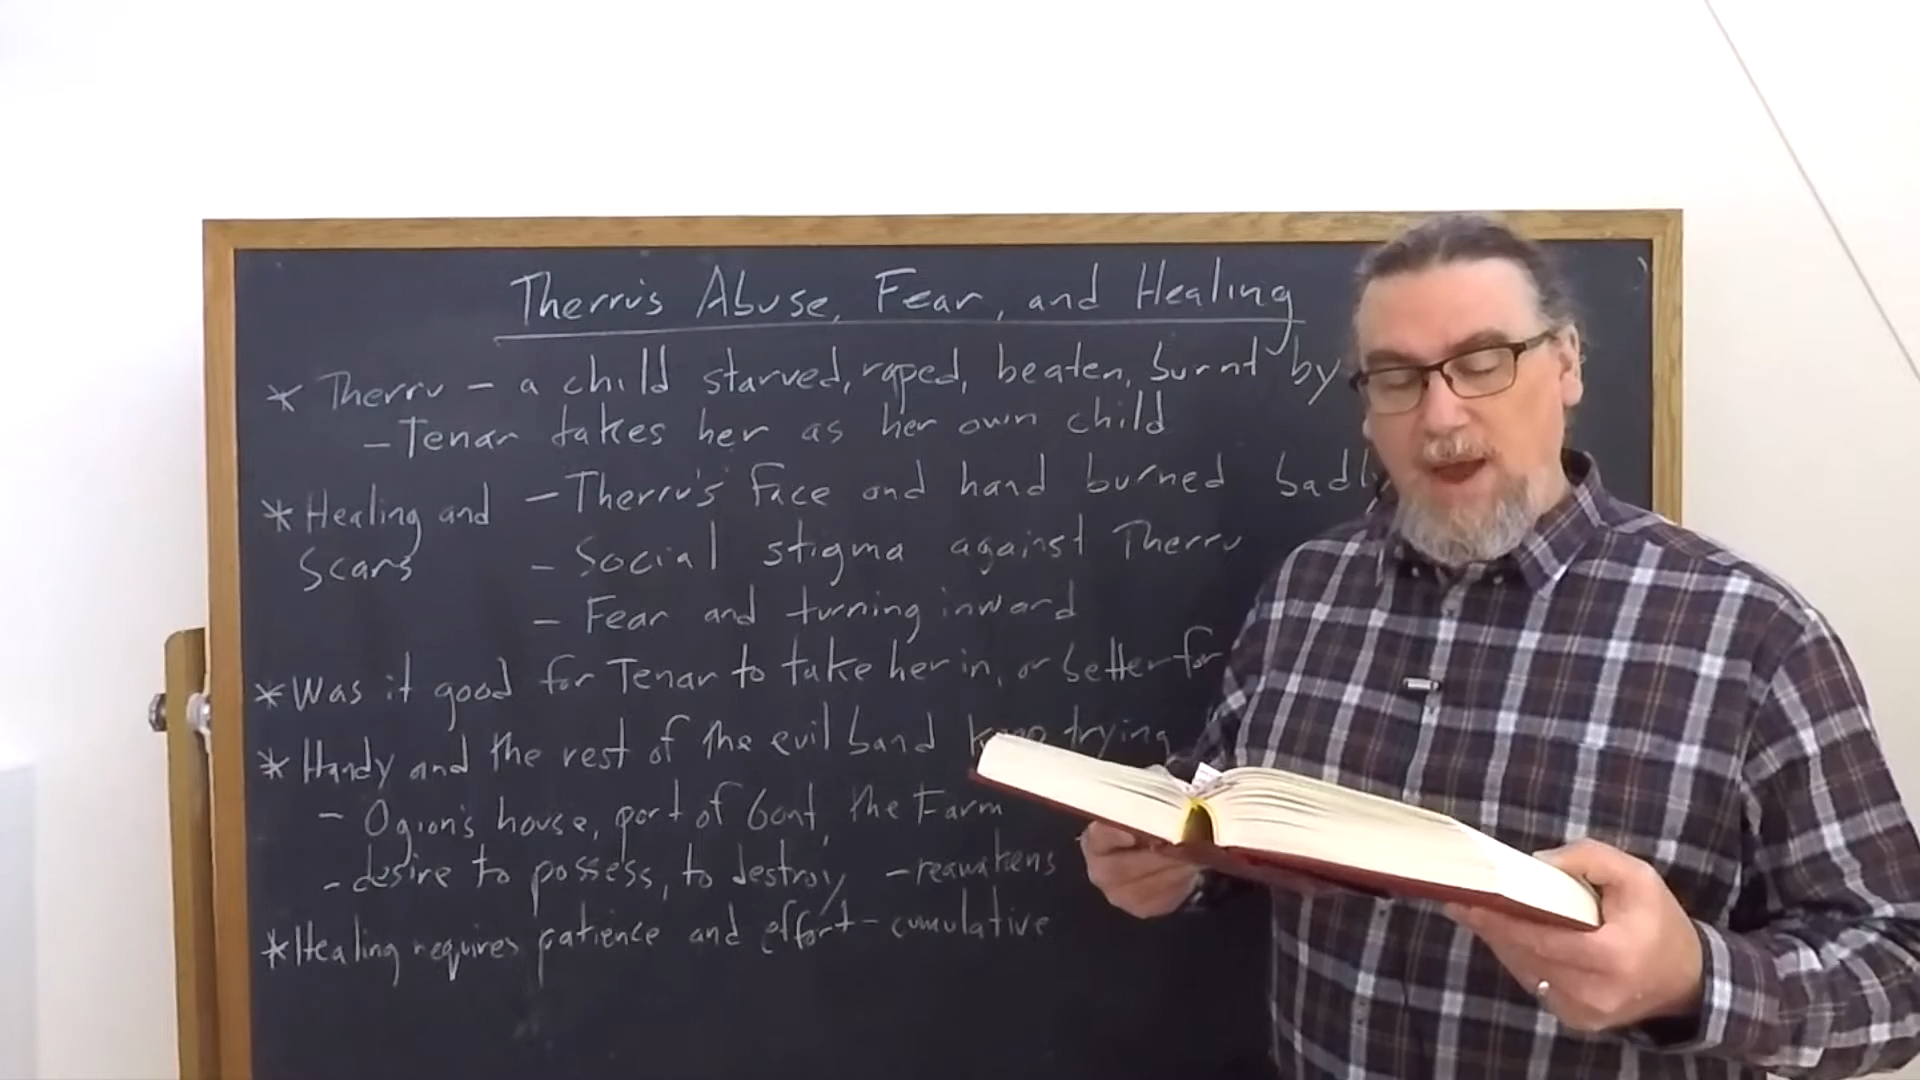 Therru's Abuse, Fear, and Healing
* Therru – a child starved, raped, beaten, burnt by
– Tenar takes her as her own child
* Healing and Scars
– Therru's face and hand burned badly
– Social stigma against Therru
– Fear and turning inward
* Was it good for Tenar to take her in, or better for
* Handy and the rest of the evil band keep trying
– Ogion's house, port of Gont, the Farm
– desire to possess, to destroy – reawakens
* Healing requires patience and effort – cumulative